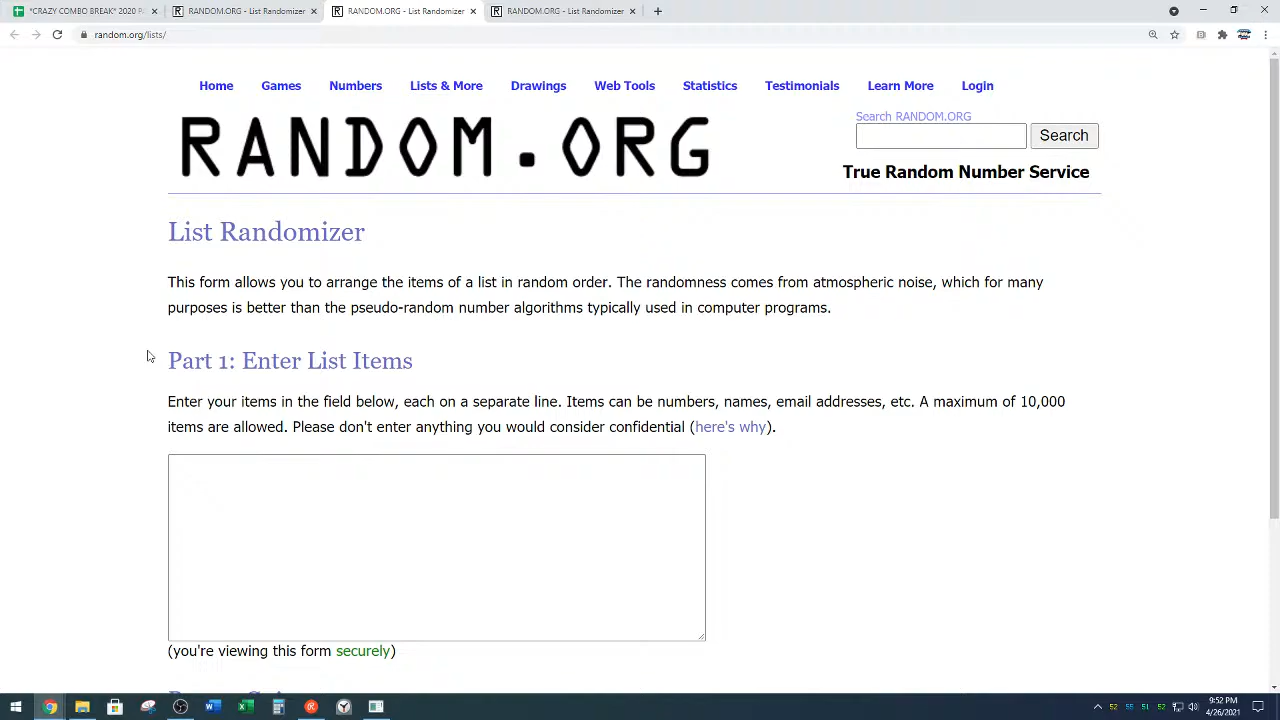 *CRAZY COMBO BREAK* 2020 P
RANDOM.ORG - List Randomizer
RANDOM.ORG - List Randomizer
RANDOM.ORG - List Randomizer
random.org/lists/
Home Games Numbers Lists & More Drawings Web Tools Statistics Testimonials Learn More Login
RANDOM.ORG
Search RANDOM.ORG
Search
True Random Number Service
List Randomizer
This form allows you to arrange the items of a list in random order. The randomness comes from atmospheric noise, which for many
purposes is better than the pseudo-random number algorithms typically used in computer programs.
Part 1: Enter List Items
Enter your items in the field below, each on a separate line. Items can be numbers, names, email addresses, etc. A maximum of 10,000
items are allowed. Please don't enter anything you would consider confidential (here's why).
(you're viewing this form securely)
52 55 51 52
9:52 PM
4/26/2021